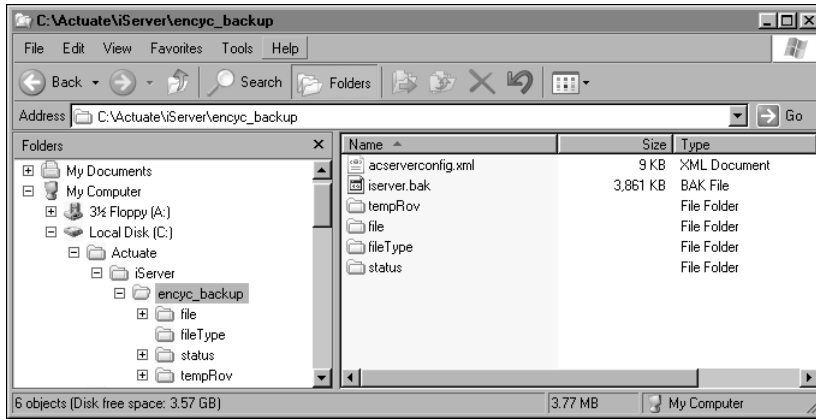 C:\Actuate\iServer\encyc_backup
File Edit View Favorites Tools Help
Back Search Folders
Address C:\Actuate\iServer\encyc_backup Go
Folders x
My Documents
My Computer
3½ Floppy (A:)
Local Disk (C:)
Actuate
iServer
encyc_backup
file
fileType
status
tempRov
Name Size Type
acserverconfig.xml 9 KB XML Document
iserver.bak 3,861 KB BAK File
tempRov File Folder
file File Folder
fileType File Folder
status File Folder
6 objects (Disk free space: 3.57 GB) 3.77 MB My Computer